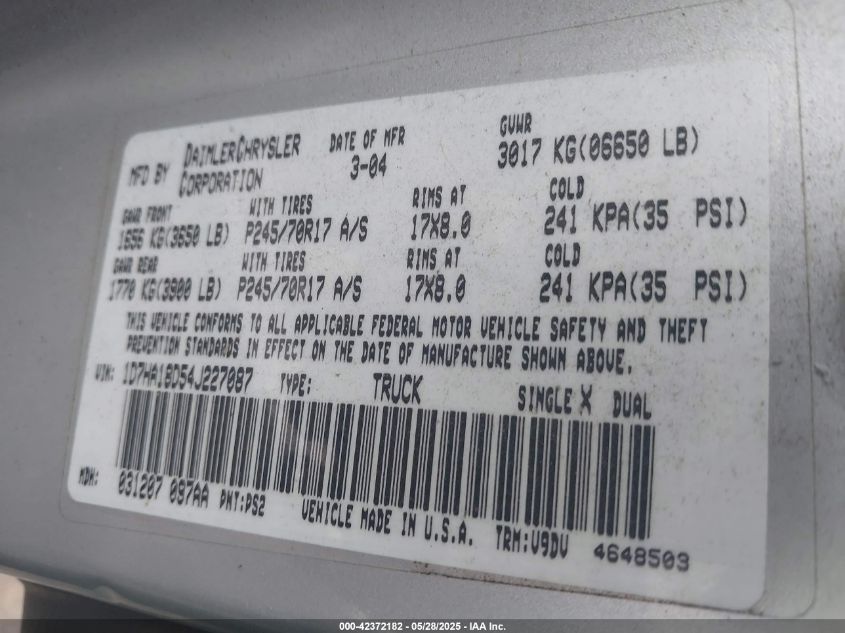 MFD BY DAIMLERCHRYSLER CORPORATION DATE OF MFR 3-04 GVWR 3017 KG(06650 LB)
GAWR FRONT WITH TIRES RIMS AT COLD
1656 KG(3650 LB) P245/70R17 A/S 17X8.0 241 KPA(35 PSI)
GAWR REAR WITH TIRES RIMS AT COLD
1770 KG(3900 LB) P245/70R17 A/S 17X8.0 241 KPA(35 PSI)
THIS VEHICLE CONFORMS TO ALL APPLICABLE FEDERAL MOTOR VEHICLE SAFETY AND THEFT
PREVENTION STANDARDS IN EFFECT ON THE DATE OF MANUFACTURE SHOWN ABOVE.
VIN: 1D7HA18D54J227087 TYPE: TRUCK SINGLE X DUAL
MDH: 031207 087AA PNT:PS2 VEHICLE MADE IN U.S.A. TRM:V9DV 4648503
000-42372182 - 05/28/2025 - IAA Inc.